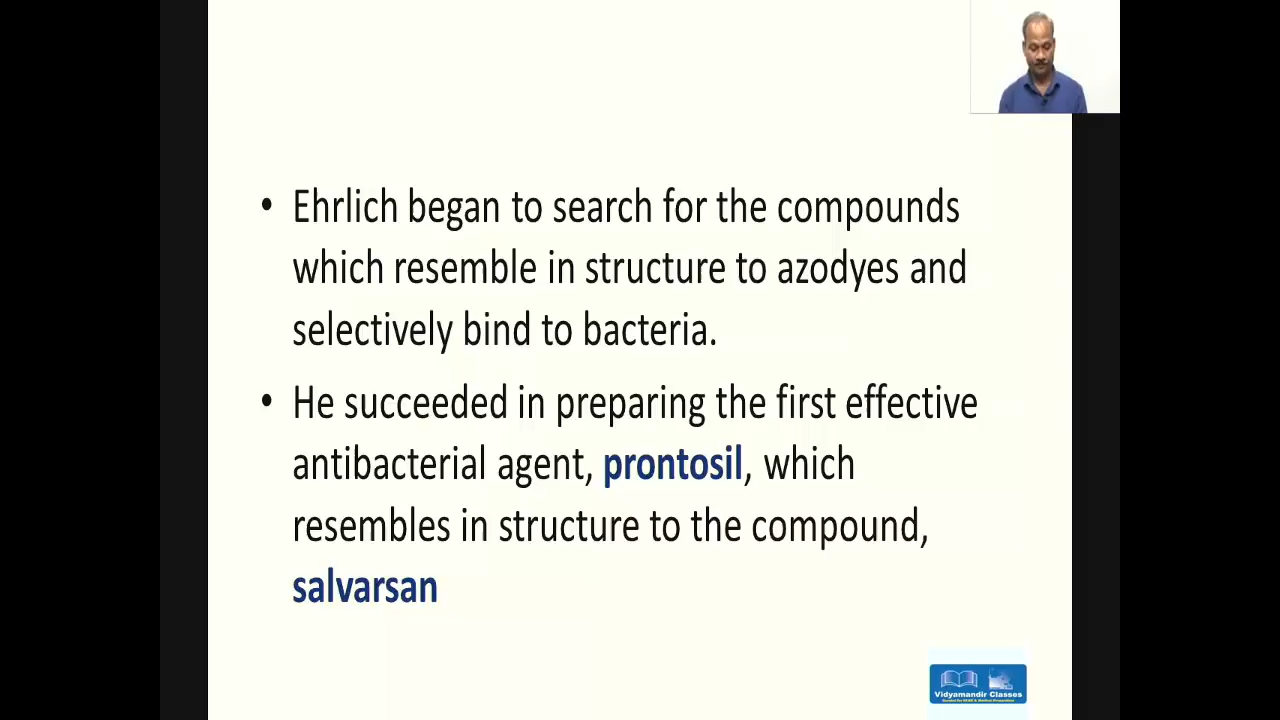 • Ehrlich began to search for the compounds
which resemble in structure to azodyes and
selectively bind to bacteria.
• He succeeded in preparing the first effective
antibacterial agent, prontosil, which
resembles in structure to the compound,
salvarsan
Vidyamandir Classes